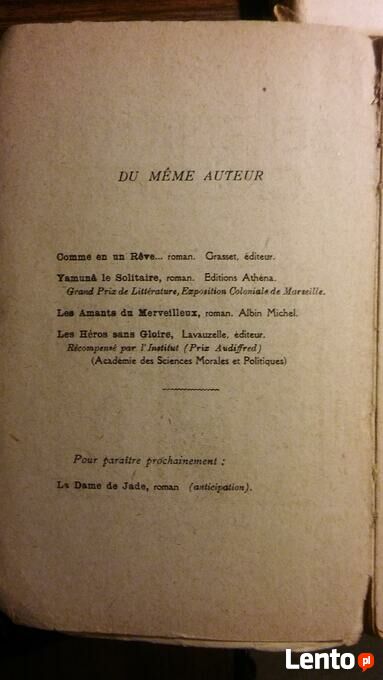 DU MÊME AUTEUR
Comme en un Rêve... roman. Grasset, éditeur.
Yamunâ le Solitaire, roman. Editions Athéna.
Grand Prix de Littérature, Exposition Coloniale de Marseille.
Les Amants du Merveilleux, roman. Albin Michel.
Les Héros sans Gloire, Lavauzelle, éditeur.
Récompensé par l'Institut (Prix Audiffred)
(Académie des Sciences Morales et Politiques)
Pour paraître prochainement :
La Dame de Jade, roman (anticipation).
Lento pl